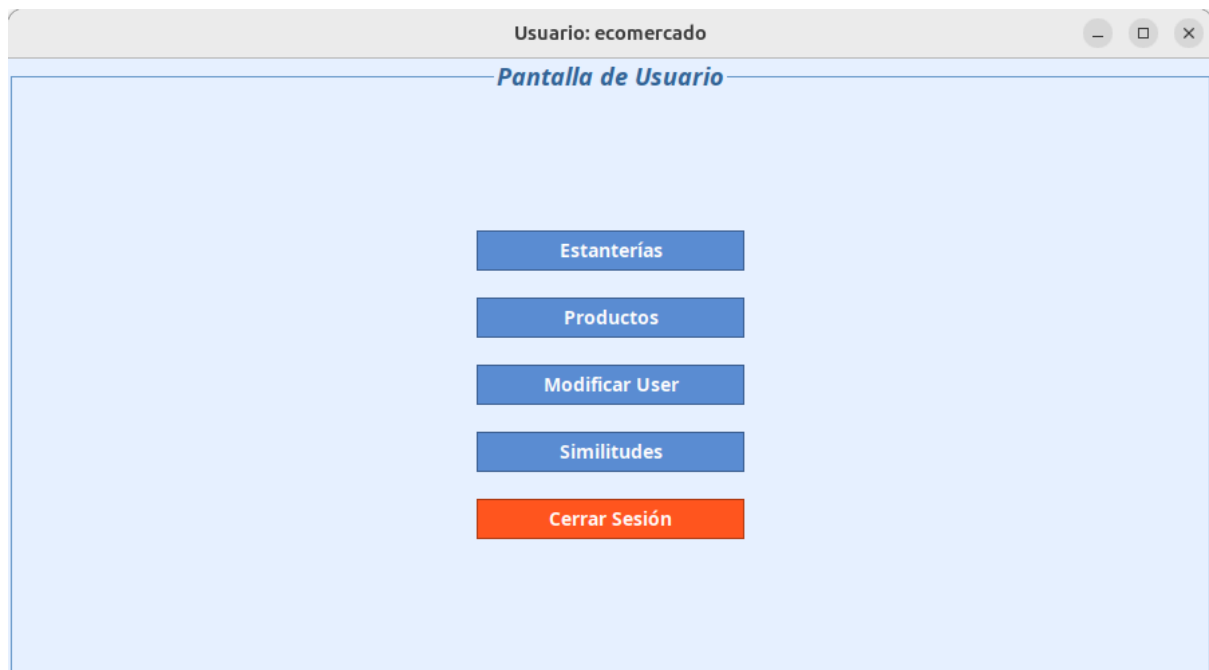 Usuario: ecomercado
Pantalla de Usuario
Estanterías
Productos
Modificar User
Similitudes
Cerrar Sesión